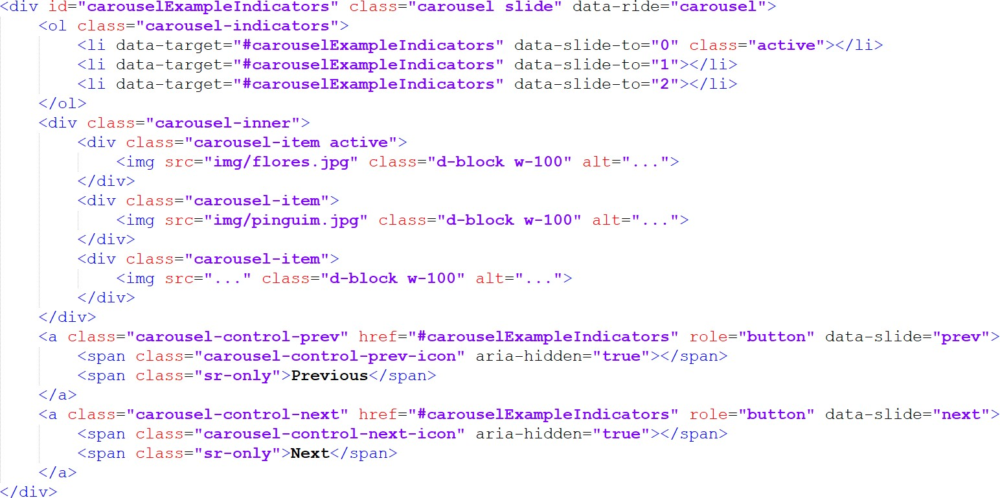 <div id="carouselExampleIndicators" class="carousel slide" data-ride="carousel">
    <ol class="carousel-indicators">
        <li data-target="#carouselExampleIndicators" data-slide-to="0" class="active"></li>
        <li data-target="#carouselExampleIndicators" data-slide-to="1"></li>
        <li data-target="#carouselExampleIndicators" data-slide-to="2"></li>
    </ol>
    <div class="carousel-inner">
        <div class="carousel-item active">
            <img src="img/flores.jpg" class="d-block w-100" alt="...">
        </div>
        <div class="carousel-item">
            <img src="img/pinguim.jpg" class="d-block w-100" alt="...">
        </div>
        <div class="carousel-item">
            <img src="..." class="d-block w-100" alt="...">
        </div>
    </div>
    <a class="carousel-control-prev" href="#carouselExampleIndicators" role="button" data-slide="prev">
        <span class="carousel-control-prev-icon" aria-hidden="true"></span>
        <span class="sr-only">Previous</span>
    </a>
    <a class="carousel-control-next" href="#carouselExampleIndicators" role="button" data-slide="next">
        <span class="carousel-control-next-icon" aria-hidden="true"></span>
        <span class="sr-only">Next</span>
    </a>
</div>